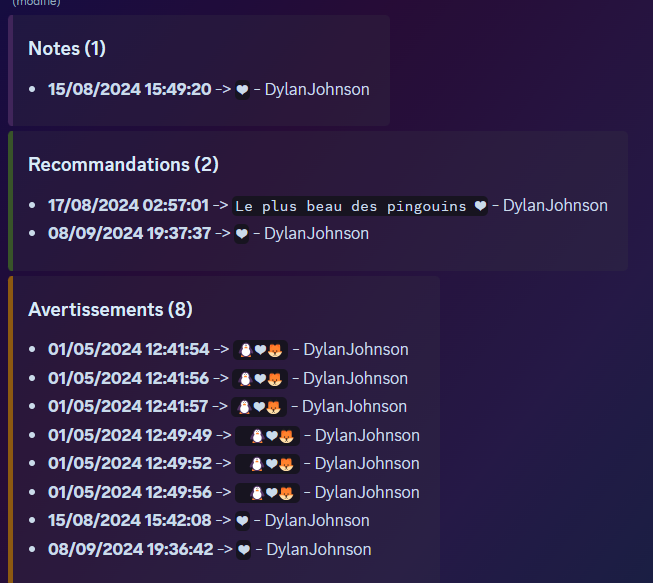 (modifié)
Notes (1)
• 15/08/2024 15:49:20 -> ❤ – DylanJohnson
Recommandations (2)
• 17/08/2024 02:57:01 -> Le plus beau des pingouins ❤ – DylanJohnson
• 08/09/2024 19:37:37 -> ❤ – DylanJohnson
Avertissements (8)
• 01/05/2024 12:41:54 -> 🐧❤🦊 – DylanJohnson
• 01/05/2024 12:41:56 -> 🐧❤🦊 – DylanJohnson
• 01/05/2024 12:41:57 -> 🐧❤🦊 – DylanJohnson
• 01/05/2024 12:49:49 -> 🐧❤🦊 – DylanJohnson
• 01/05/2024 12:49:52 -> 🐧❤🦊 – DylanJohnson
• 01/05/2024 12:49:56 -> 🐧❤🦊 – DylanJohnson
• 15/08/2024 15:42:08 -> ❤ – DylanJohnson
• 08/09/2024 19:36:42 -> ❤ – DylanJohnson